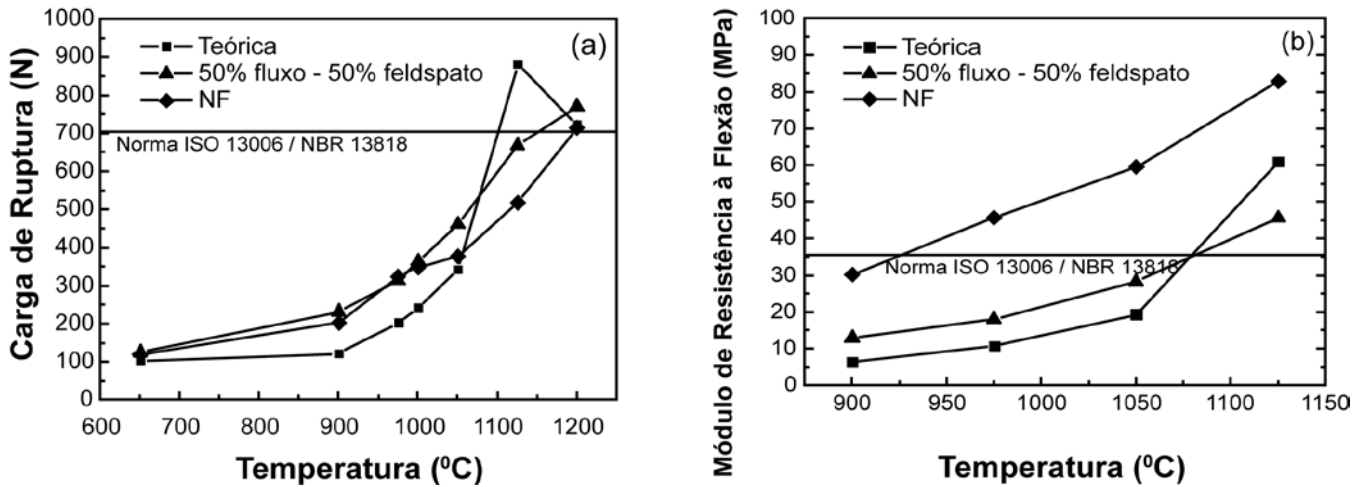 1000
900
800
700
600
500
400
300
200
100
0
Carga de Ruptura (N)
(a)
Teórica
50% fluxo - 50% feldspato
NF
Norma ISO 13006 / NBR 13818
600 700 800 900 1000 1100 1200
Temperatura (⁰C)
100
90
80
70
60
50
40
30
20
10
0
Módulo de Resistência à Flexão (MPa)
(b)
Teórica
50% fluxo - 50% feldspato
NF
Norma ISO 13006 / NBR 13818
900 950 1000 1050 1100 1150
Temperatura (⁰C)